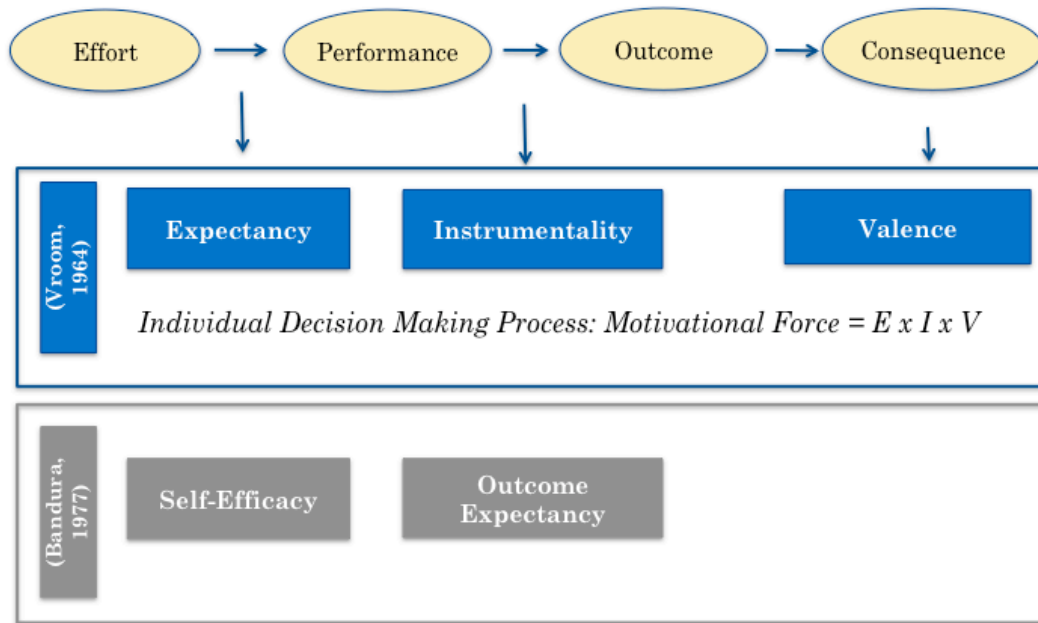 Effort
Performance
Outcome
Consequence
(Vroom,
1964)
Expectancy
Instrumentality
Valence
Individual Decision Making Process: Motivational Force = E x I x V
(Bandura,
1977)
Self-Efficacy
Outcome
Expectancy